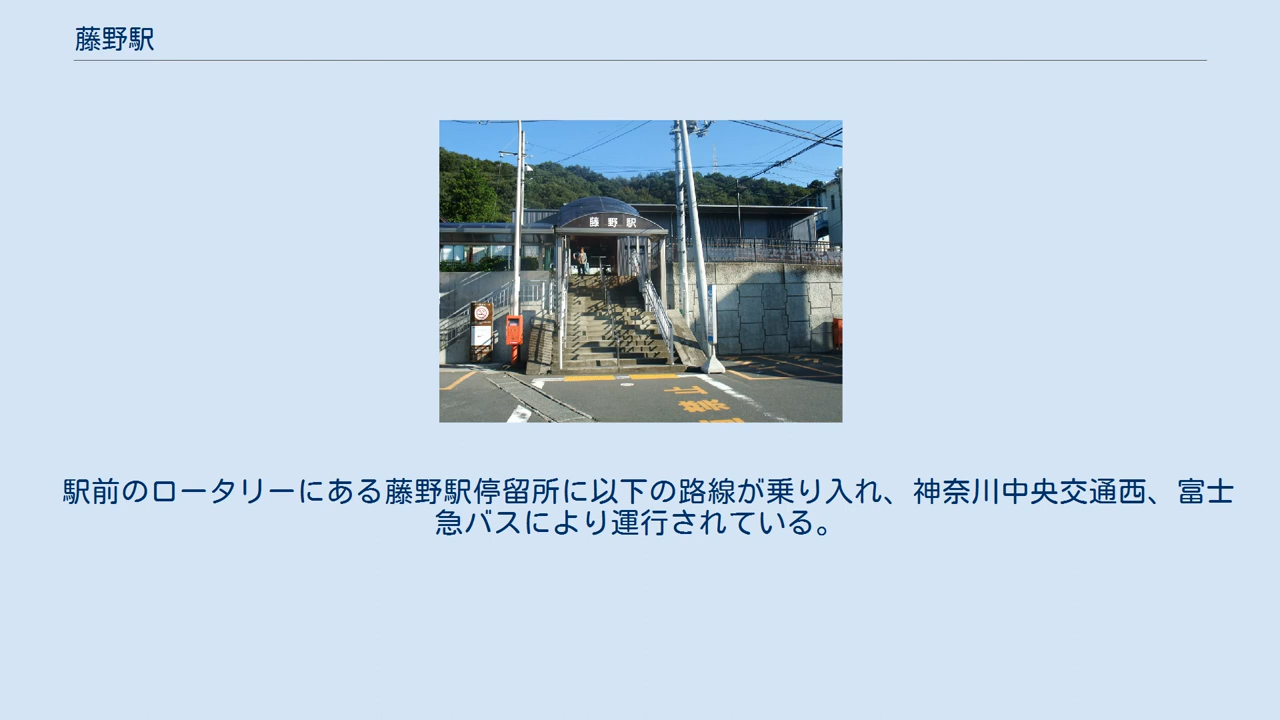 藤野駅
藤野駅
駅前のロータリーにある藤野駅停留所に以下の路線が乗り入れ、神奈川中央交通西、富士
急バスにより運行されている。